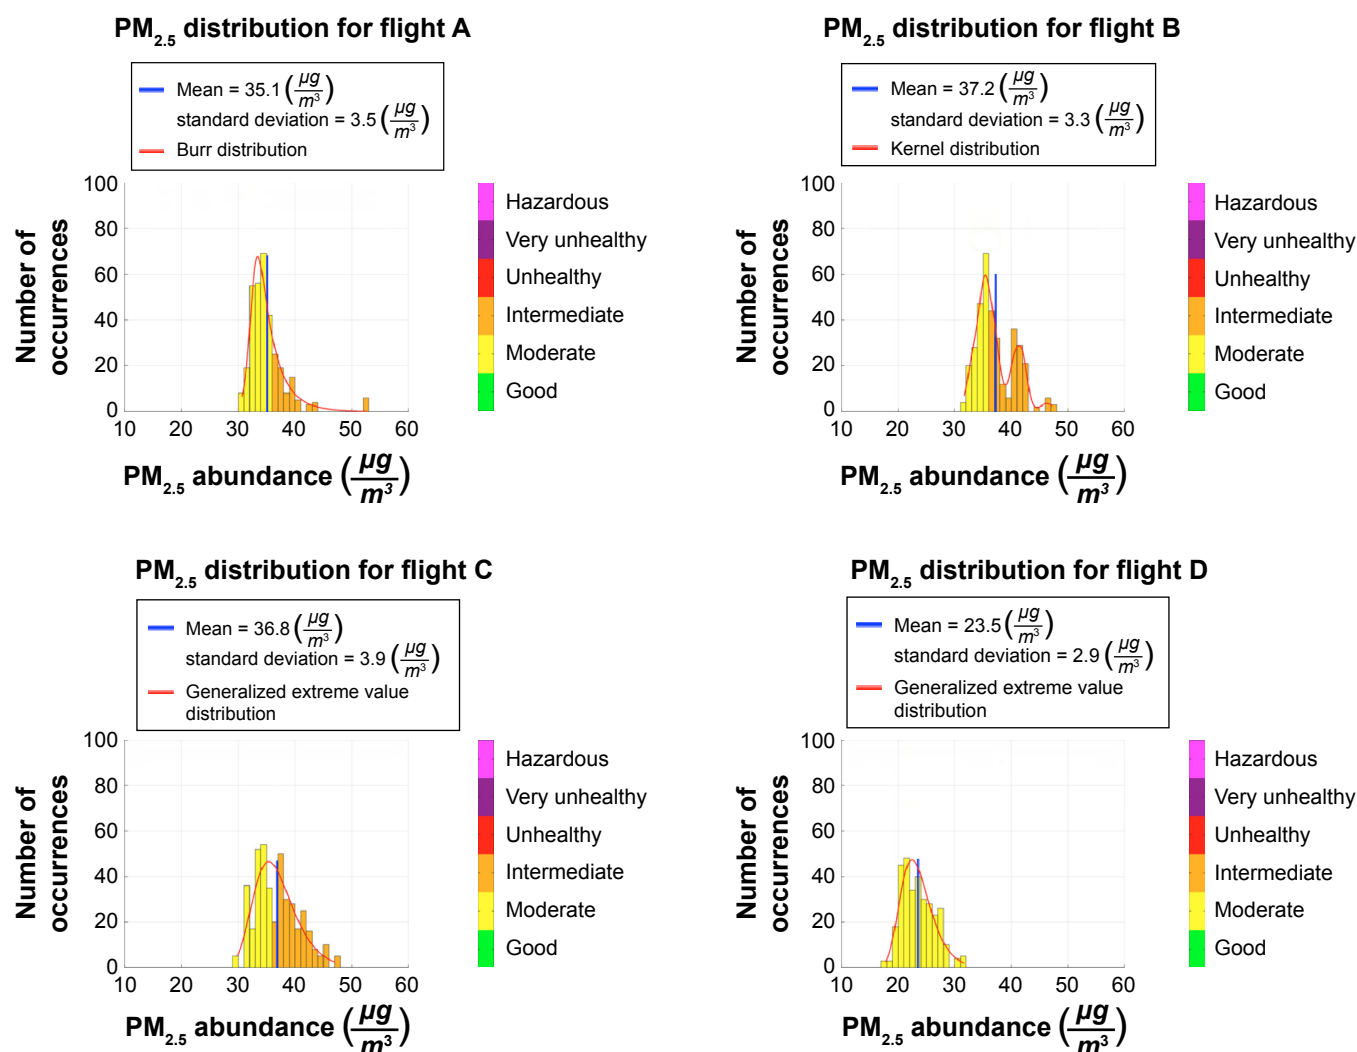 PM2.5 distribution for flight A
Mean = 35.1 (µg/m3)
standard deviation = 3.5 (µg/m3)
Burr distribution
100
80
60
40
20
0
Number of
occurrences
10 20 30 40 50 60
PM2.5 abundance (µg/m3)
Hazardous
Very unhealthy
Unhealthy
Intermediate
Moderate
Good
PM2.5 distribution for flight B
Mean = 37.2 (µg/m3)
standard deviation = 3.3 (µg/m3)
Kernel distribution
100
80
60
40
20
0
Number of
occurrences
10 20 30 40 50 60
PM2.5 abundance (µg/m3)
Hazardous
Very unhealthy
Unhealthy
Intermediate
Moderate
Good
PM2.5 distribution for flight C
Mean = 36.8 (µg/m3)
standard deviation = 3.9 (µg/m3)
Generalized extreme value
distribution
100
80
60
40
20
0
Number of
occurrences
10 20 30 40 50 60
PM2.5 abundance (µg/m3)
Hazardous
Very unhealthy
Unhealthy
Intermediate
Moderate
Good
PM2.5 distribution for flight D
Mean = 23.5 (µg/m3)
standard deviation = 2.9 (µg/m3)
Generalized extreme value
distribution
100
80
60
40
20
0
Number of
occurrences
10 20 30 40 50 60
PM2.5 abundance (µg/m3)
Hazardous
Very unhealthy
Unhealthy
Intermediate
Moderate
Good